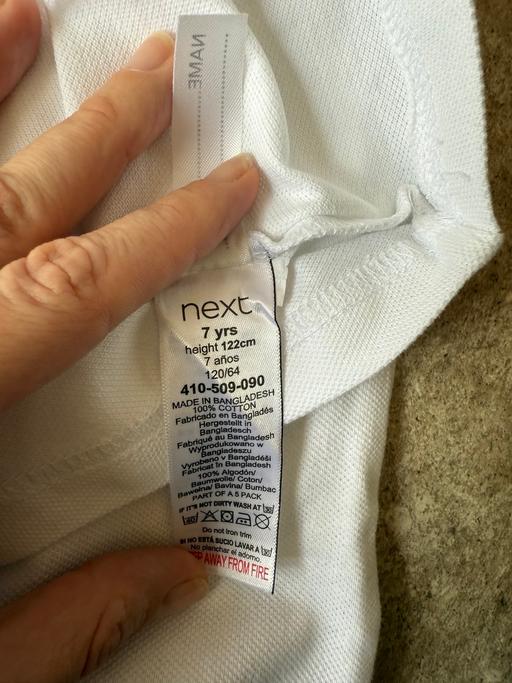 NAME
next
7 yrs
height 122cm
7 años
120/64
410-509-090
MADE IN BANGLADESH
100% COTTON
Fabricado en Bangladés
Hergestellt in
Bangladesch
Fabriqué au Bangladesh
Wyprodukowano w
Bangladeszu
Vyrobeno v Bangladéši
Fabricat în Bangladesh
100% Algodón/
Baumwolle/ Coton/
Bawełna/ Bavlna/ Bumbac
PART OF A 5 PACK
IF IT'S NOT DIRTY WASH AT 30
40
Do not iron trim
SI NO ESTÁ SUCIO LAVAR A 30
No planchar el adorno.
AWAY FROM FIRE